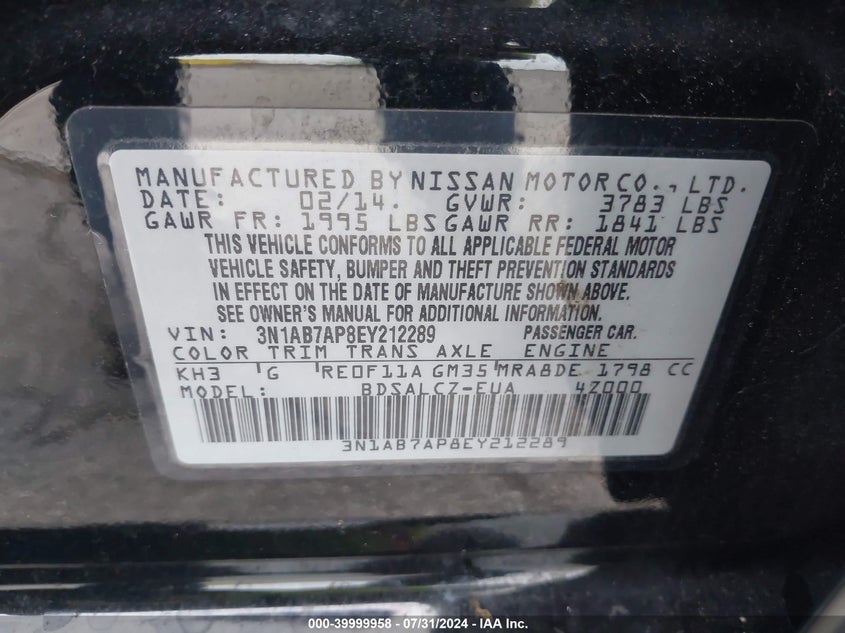 MANUFACTURED BY NISSAN MOTOR CO., LTD.
DATE: 02/14. GVWR: 3783 LBS
GAWR FR: 1995 LBS GAWR RR: 1841 LBS
THIS VEHICLE CONFORMS TO ALL APPLICABLE FEDERAL MOTOR
VEHICLE SAFETY, BUMPER AND THEFT PREVENTION STANDARDS
IN EFFECT ON THE DATE OF MANUFACTURE SHOWN ABOVE.
SEE OWNER'S MANUAL FOR ADDITIONAL INFORMATION.
VIN: 3N1AB7AP8EY212289 PASSENGER CAR.
COLOR TRIM TRANS AXLE ENGINE
KH3 G RE0F11A GM35 MRA8DE 1798 CC
MODEL: BDSALCZ-EUA 4Z000
3N1AB7AP8EY212289
000-39999958 - 07/31/2024 - IAA Inc.